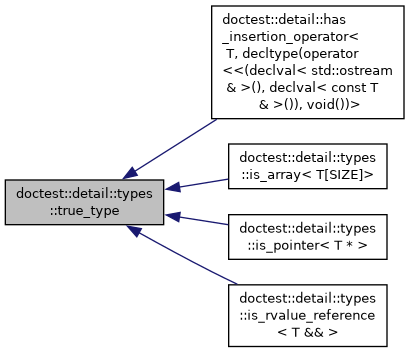 doctest::detail::has
_insertion_operator<
T, decltype(operator
<<(declval< std::ostream
& >(), declval< const T
& >()), void())>
doctest::detail::types
::is_array< T[SIZE]>
doctest::detail::types
::true_type
doctest::detail::types
::is_pointer< T * >
doctest::detail::types
::is_rvalue_reference
< T && >